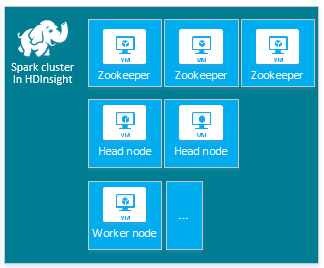 Spark cluster
In HDInsight
VM
VM
VM
Zookeeper
Zookeeper
Zookeeper
VM
VM
Head node
Head node
VM
Worker node
...